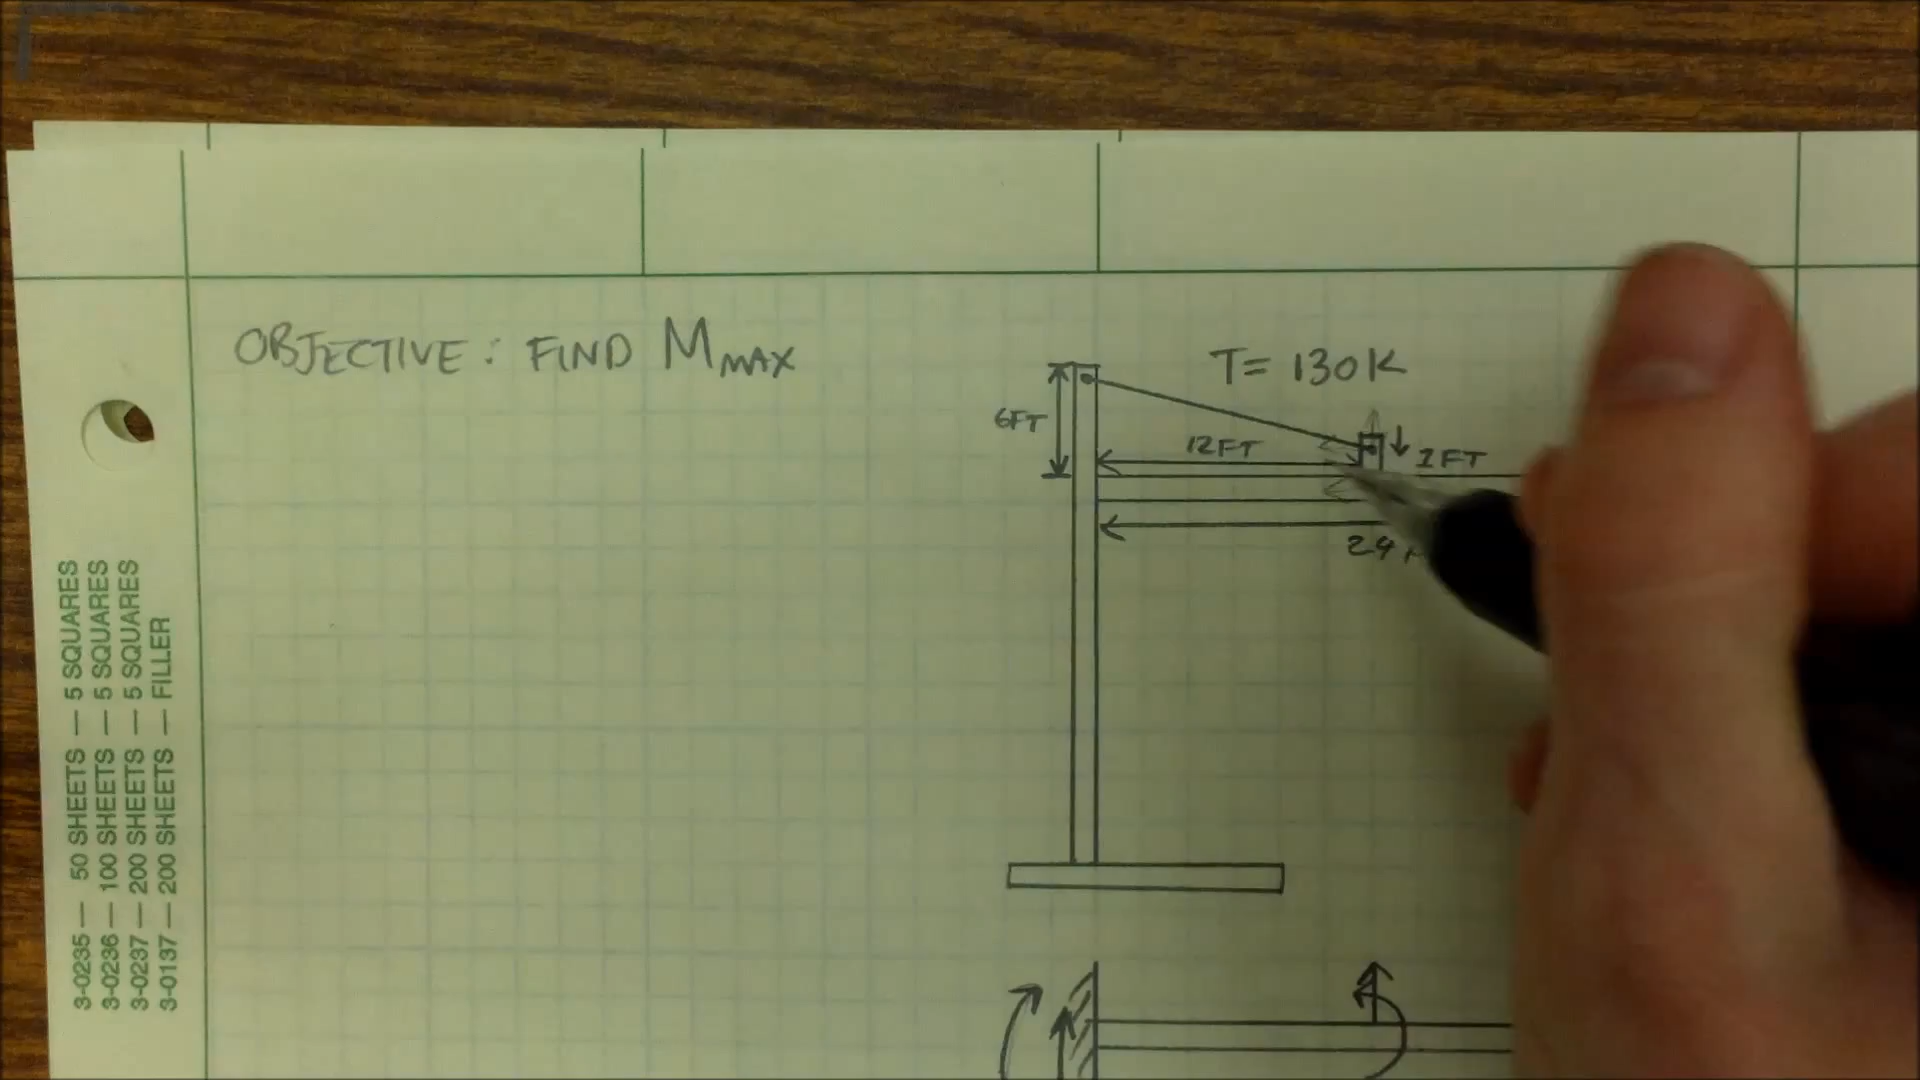 OBJECTIVE: FIND MMAX
T= 130K
6FT
12FT
1FT
24
3-0235 — 50 SHEETS — 5 SQUARES
3-0236 — 100 SHEETS — 5 SQUARES
3-0237 — 200 SHEETS — 5 SQUARES
3-0137 — 200 SHEETS — FILLER